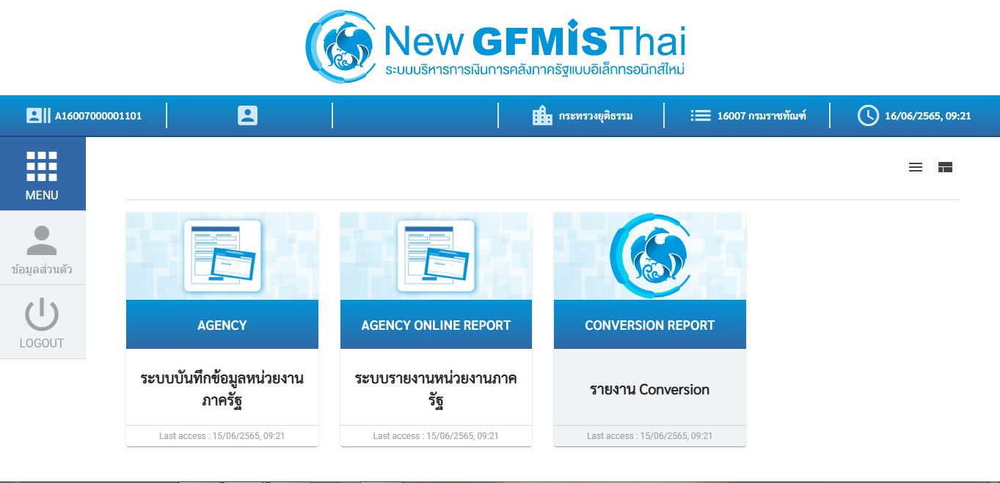 New GFMIS Thai
ระบบบริหารการเงินการคลังภาครัฐแบบอิเล็กทรอนิกส์ใหม่
A16007000001101
กระทรวงยุติธรรม
16007 กรมราชทัณฑ์
16/06/2565, 09:21
MENU
ข้อมูลส่วนตัว
LOGOUT
AGENCY
ระบบบันทึกข้อมูลหน่วยงาน
ภาครัฐ
Last access : 15/06/2565, 09:21
AGENCY ONLINE REPORT
ระบบรายงานหน่วยงานภาค
รัฐ
Last access : 15/06/2565, 09:21
CONVERSION REPORT
รายงาน Conversion
Last access : 15/06/2565, 09:21